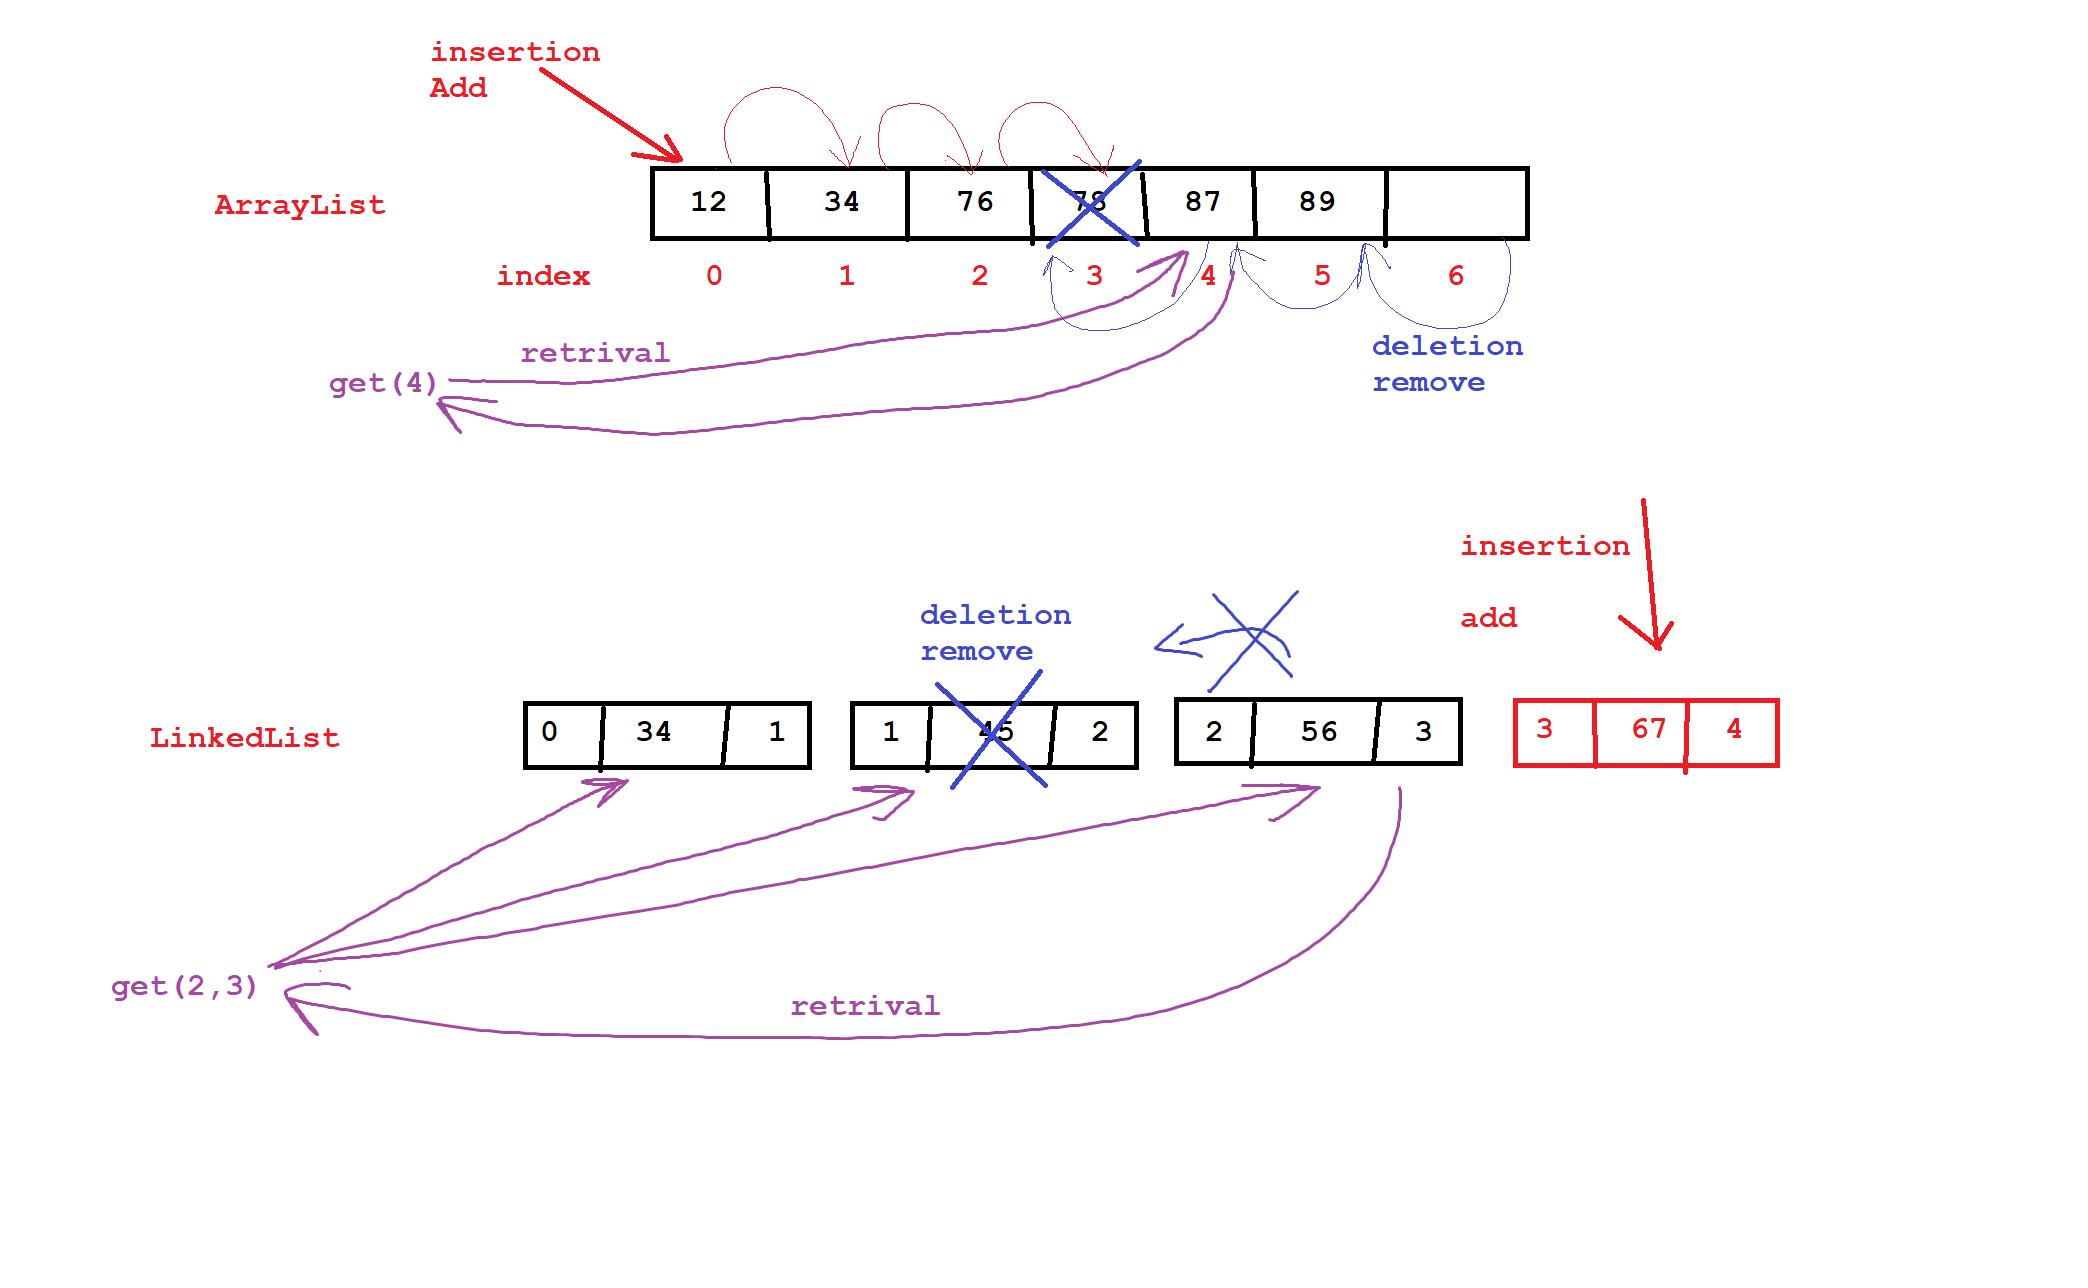 insertion
Add
ArrayList
12 34 76 78 87 89
index 0 1 2 3 4 5 6
retrival
get(4)
deletion
remove
insertion
add
deletion
remove
LinkedList
0 34 1 1 45 2 2 56 3 3 67 4
get(2,3)
retrival